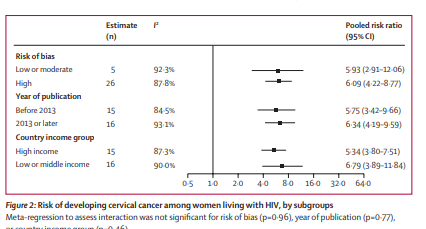 Estimate (n) I² Pooled risk ratio (95% CI)
Risk of bias
Low or moderate 5 92·3% 5·93 (2·91–12·06)
High 26 87·8% 6·09 (4·22–8·77)
Year of publication
Before 2013 15 84·5% 5·75 (3·42–9·66)
2013 or later 16 93·1% 6·34 (4·19–9·59)
Country income group
High income 15 87·3% 5·34 (3·80–7·51)
Low or middle income 16 90·0% 6·79 (3·89–11·84)
0·5 1·0 2·0 4·0 8·0 16·0 32·0 64·0
Figure 2: Risk of developing cervical cancer among women living with HIV, by subgroups
Meta-regression to assess interaction was not significant for risk of bias (p=0·96), year of publication (p=0·77),
or country income group (p=0·46)